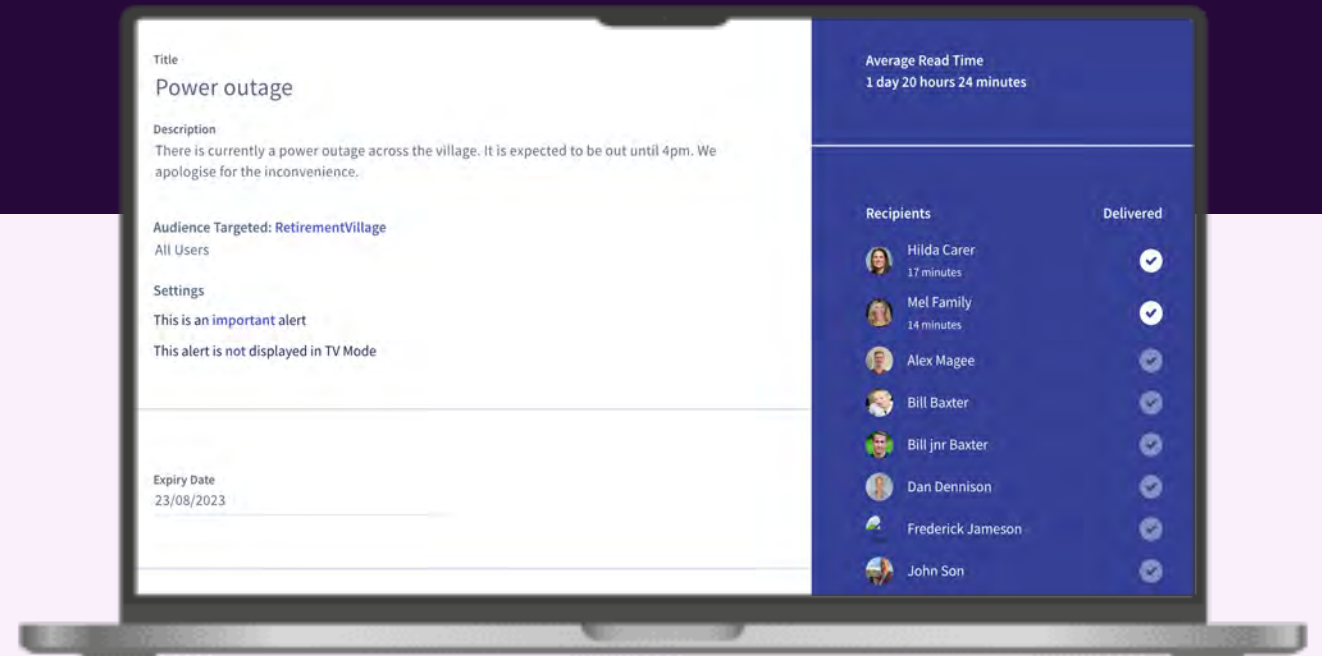 Title
Power outage
Description
There is currently a power outage across the village. It is expected to be out until 4pm. We
apologise for the inconvenience.
Audience Targeted: RetirementVillage
All Users
Settings
This is an important alert
This alert is not displayed in TV Mode
Expiry Date
23/08/2023
Average Read Time
1 day 20 hours 24 minutes
Recipients Delivered
Hilda Carer
17 minutes
Mel Family
14 minutes
Alex Magee
Bill Baxter
Bill jnr Baxter
Dan Dennison
Frederick Jameson
John Son